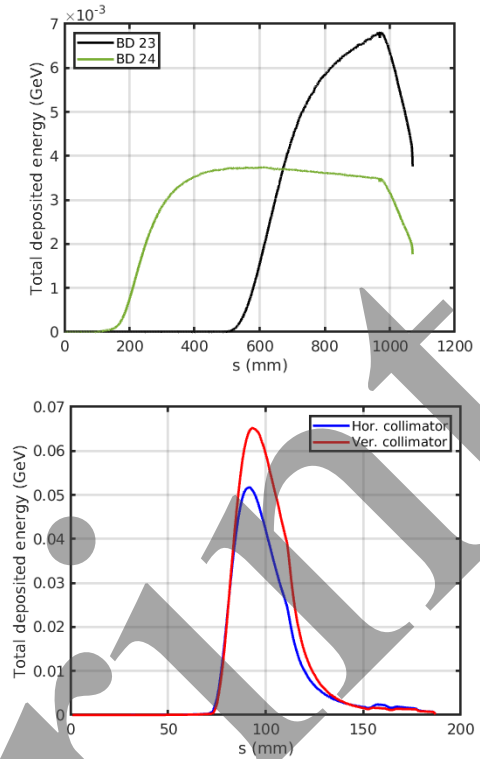 ×10⁻³
7
6
5
4
3
2
1
0
Total deposited energy (GeV)
BD 23
BD 24
0 200 400 600 800 1000 1200
s (mm)
0.07
0.06
0.05
0.04
0.03
0.02
0.01
0
Total deposited energy (GeV)
Hor. collimator
Ver. collimator
0 50 100 150 200
s (mm)